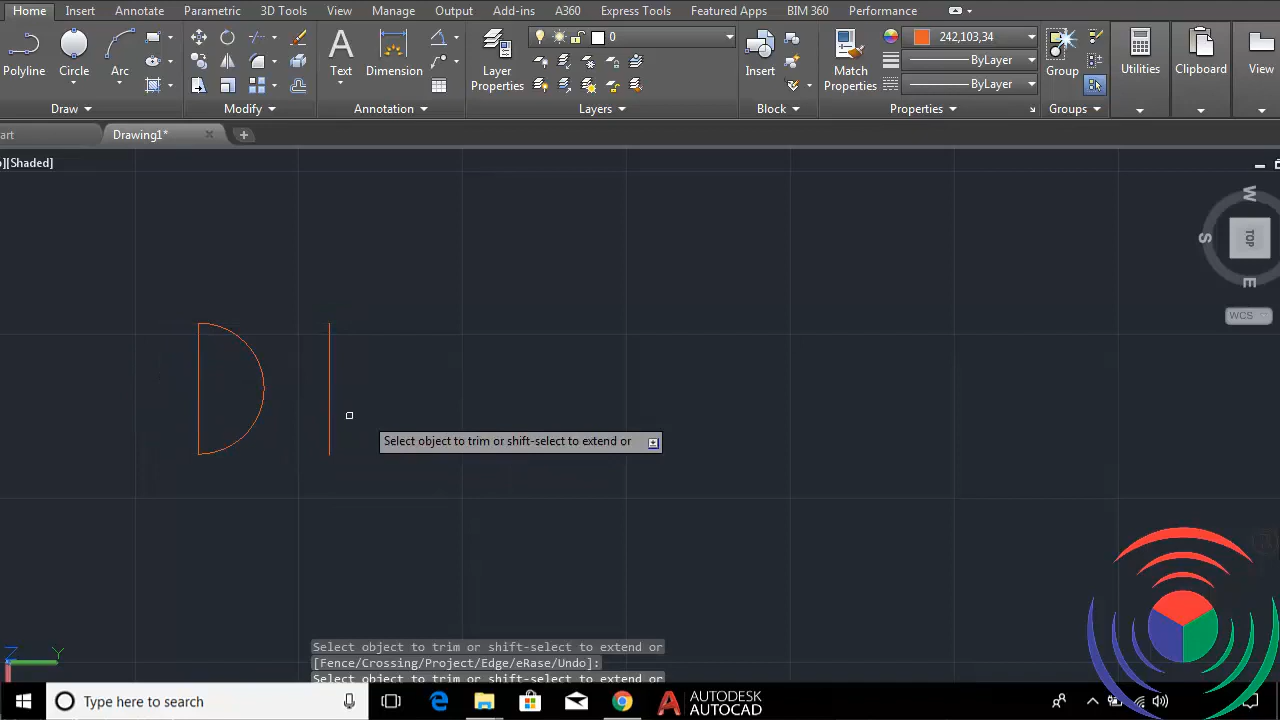 Home Insert Annotate Parametric 3D Tools View Manage Output Add-ins A360 Express Tools Featured Apps BIM 360 Performance
0
242,103,34
Polyline Circle Arc Text Dimension Layer Properties Insert Match Properties ByLayer ByLayer Group Utilities Clipboard View
Draw Modify Annotation Layers Block Properties Groups
art Drawing1*
][Shaded]
W
S
TOP
E
WCS
Select object to trim or shift-select to extend or
Select object to trim or shift-select to extend or
[Fence/Crossing/Project/Edge/eRase/Undo]:
Select object to trim or shift-select to extend or
Z Y
Type here to search
AUTODESK
AUTOCAD